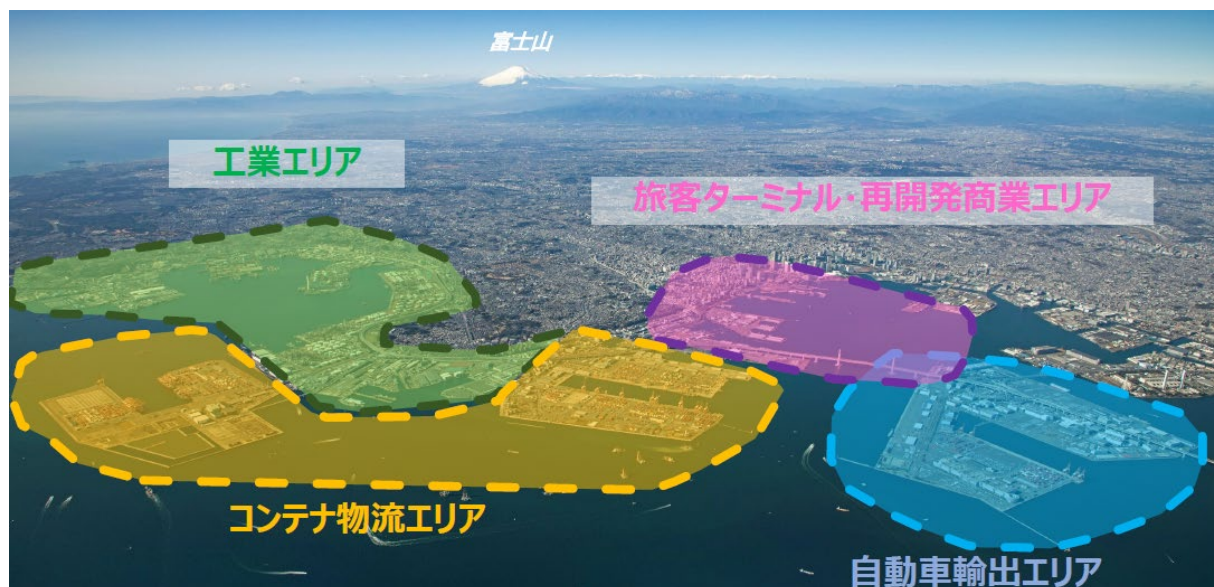 富士山
工業エリア
旅客ターミナル・再開発商業エリア
コンテナ物流エリア
自動車輸出エリア